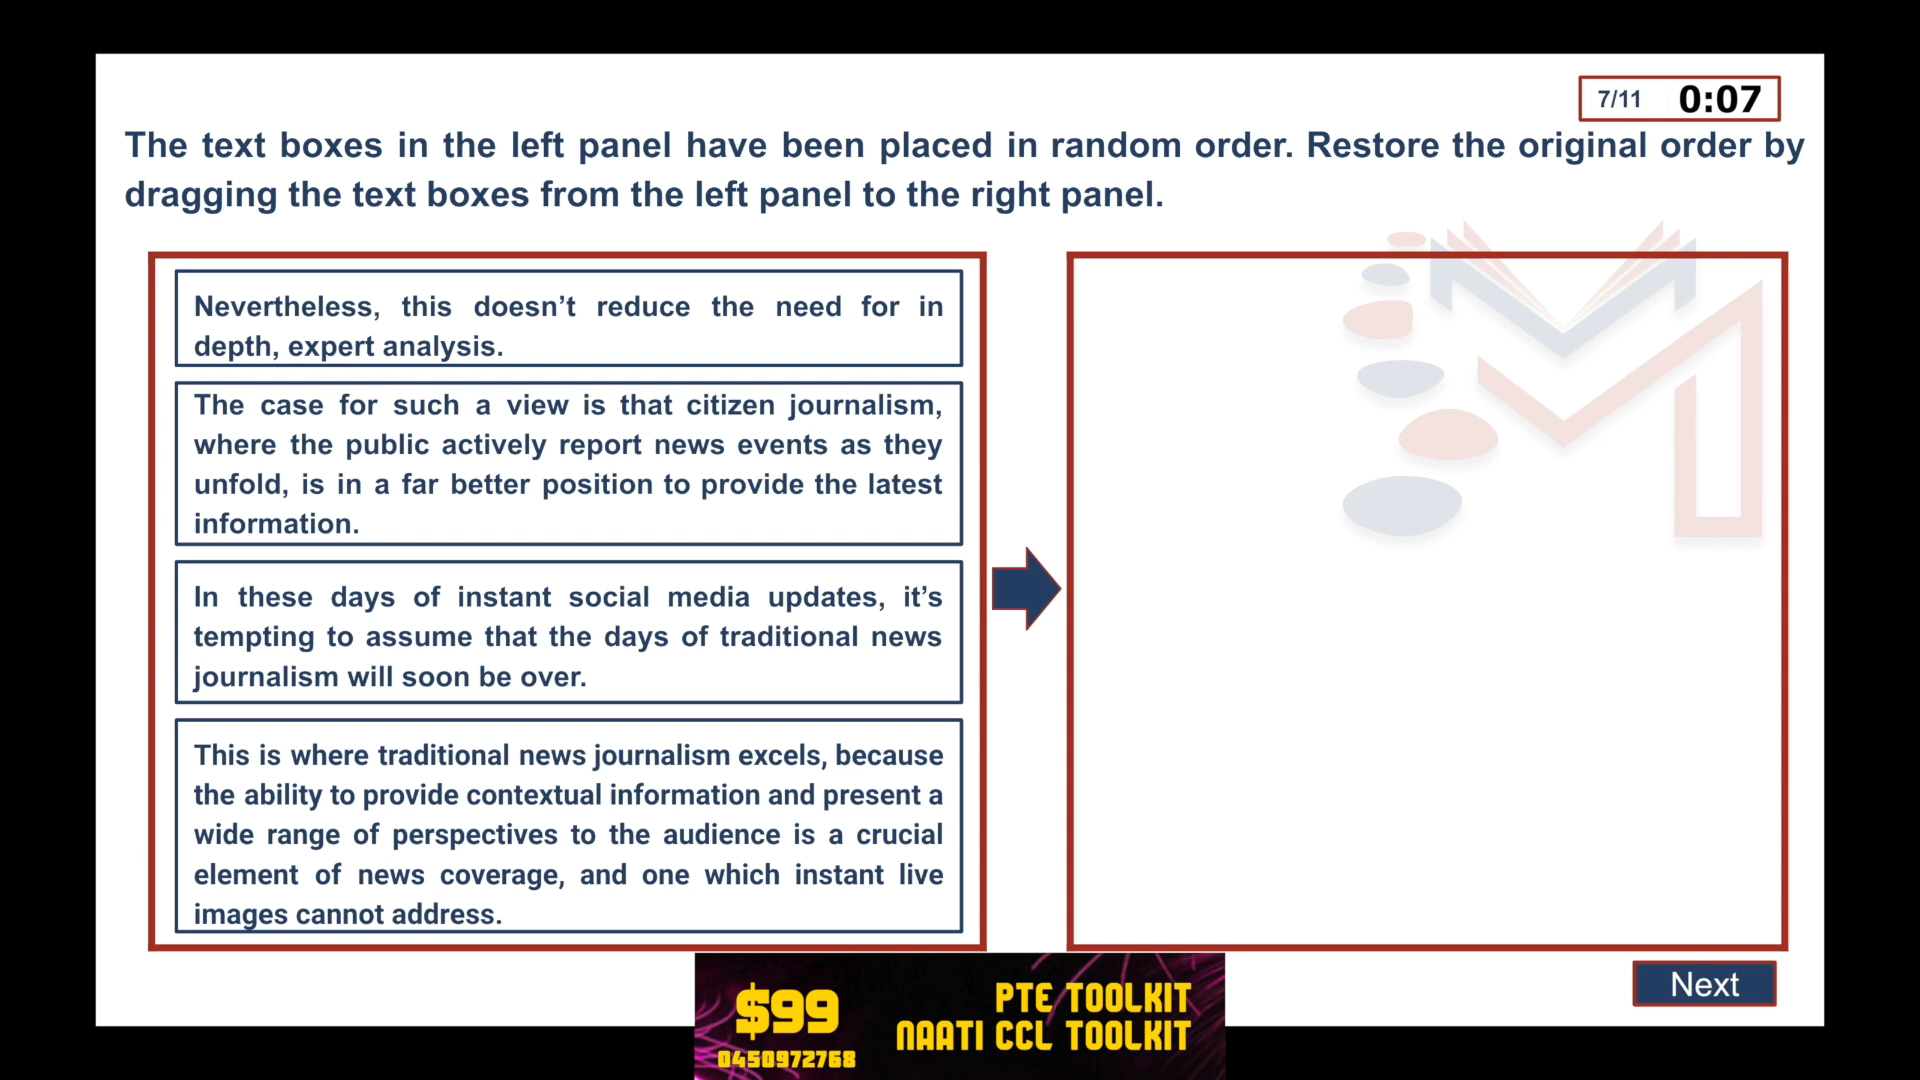 7/11 0:07
The text boxes in the left panel have been placed in random order. Restore the original order by
dragging the text boxes from the left panel to the right panel.
Nevertheless, this doesn’t reduce the need for in
depth, expert analysis.
The case for such a view is that citizen journalism,
where the public actively report news events as they
unfold, is in a far better position to provide the latest
information.
In these days of instant social media updates, it’s
tempting to assume that the days of traditional news
journalism will soon be over.
This is where traditional news journalism excels, because
the ability to provide contextual information and present a
wide range of perspectives to the audience is a crucial
element of news coverage, and one which instant live
images cannot address.
Next
$99
0450972768
PTE TOOLKIT
NAATI CCL TOOLKIT